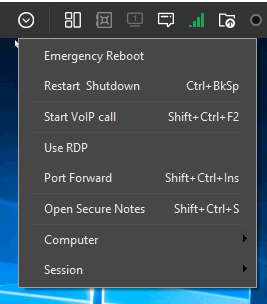 1
Emergency Reboot
Restart Shutdown Ctrl+BkSp
Start VoIP call Shift+Ctrl+F2
Use RDP
Port Forward Shift+Ctrl+Ins
Open Secure Notes Shift+Ctrl+S
Computer
Session